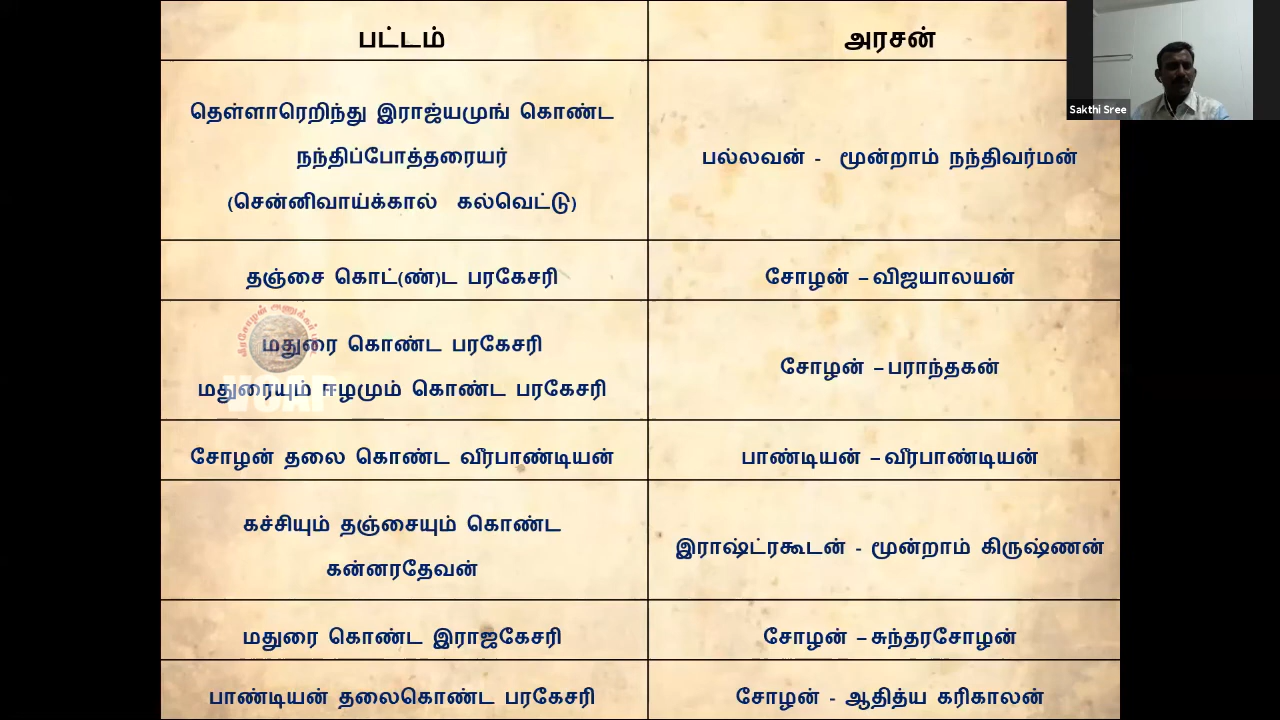 பட்டம்
அரசன்
Sakthi Sree
தெள்ளாரெறிந்து இராஜ்யமுங் கொண்ட
நந்திப்போத்தரையர்
(சென்னிவாய்க்கால் கல்வெட்டு)
பல்லவன் - மூன்றாம் நந்திவர்மன்
தஞ்சை கொட்(ண்)ட பரகேசரி
சோழன் – விஜயாலயன்
மதுரை கொண்ட பரகேசரி
மதுரையும் ஈழமும் கொண்ட பரகேசரி
சோழன் – பராந்தகன்
சோழன் தலை கொண்ட வீரபாண்டியன்
பாண்டியன் – வீரபாண்டியன்
கச்சியும் தஞ்சையும் கொண்ட
கன்னரதேவன்
இராஷ்ட்ரகூடன் - மூன்றாம் கிருஷ்ணன்
மதுரை கொண்ட இராஜகேசரி
சோழன் – சுந்தரசோழன்
பாண்டியன் தலைகொண்ட பரகேசரி
சோழன் - ஆதித்ய கரிகாலன்